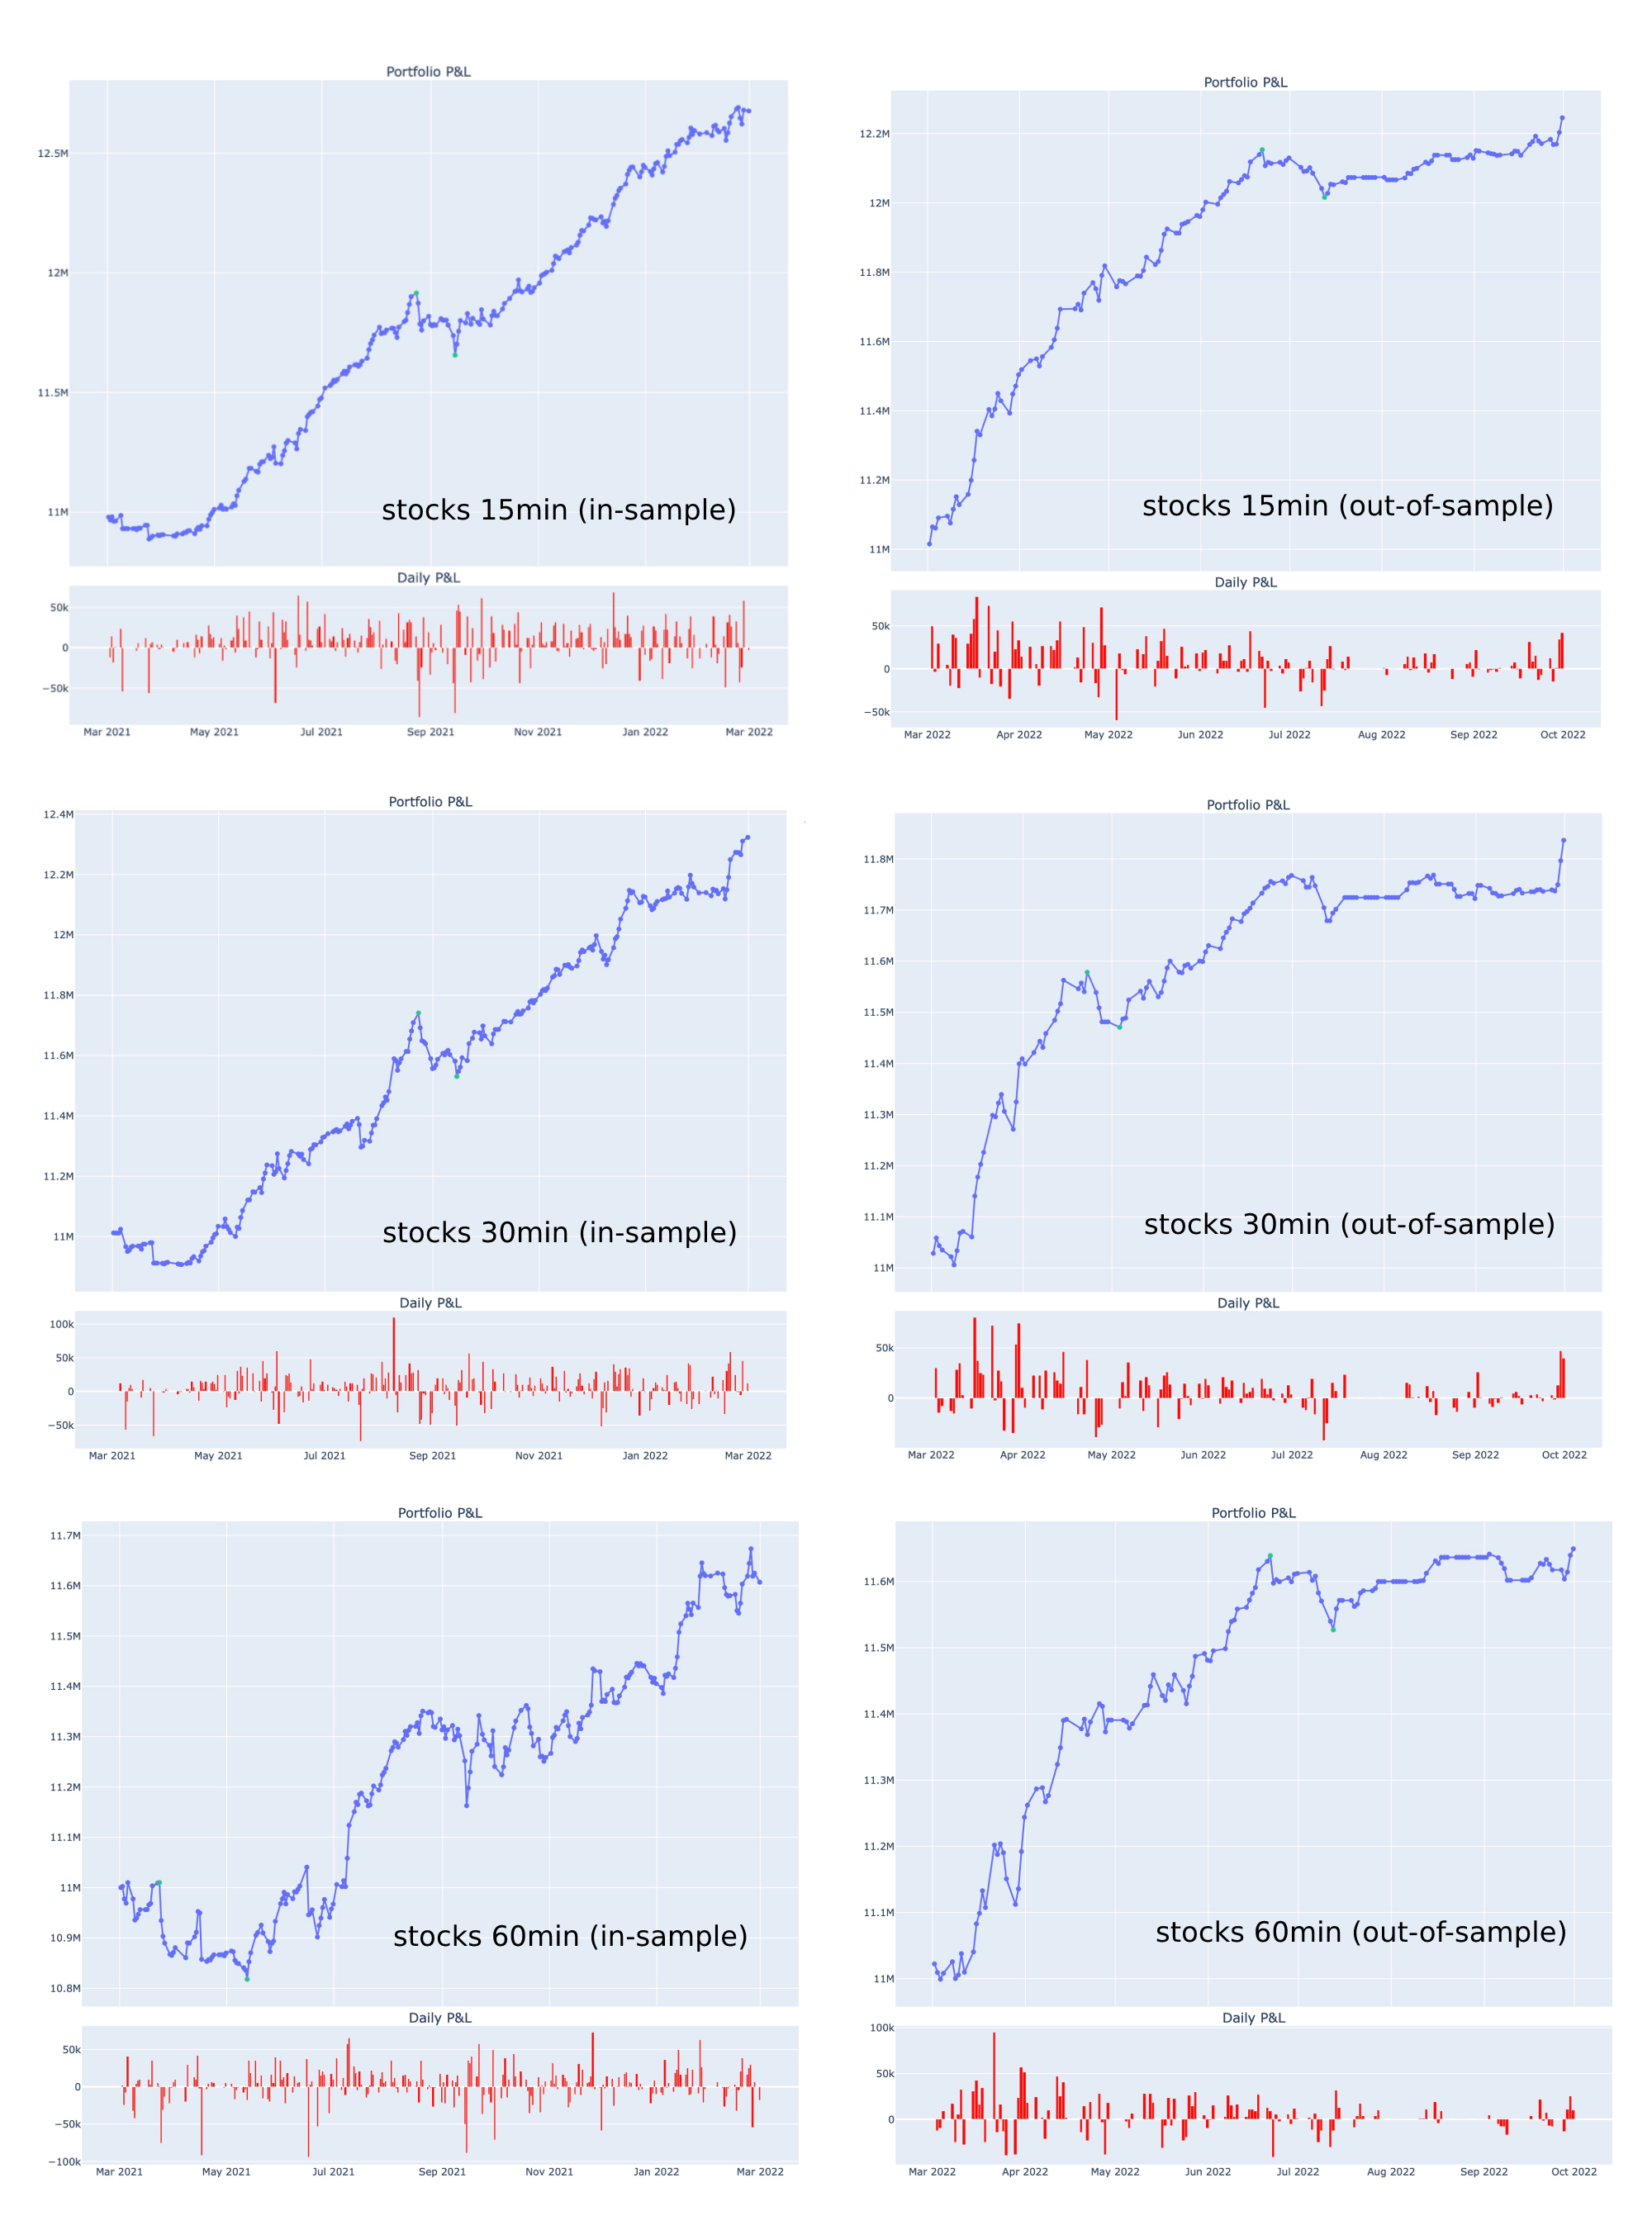 Portfolio P&L
12.5M
12M
11.5M
11M
stocks 15min (in-sample)
Daily P&L
50k
0
−50k
Mar 2021 May 2021 Jul 2021 Sep 2021 Nov 2021 Jan 2022 Mar 2022
Portfolio P&L
12.2M
12M
11.8M
11.6M
11.4M
11.2M
11M
stocks 15min (out-of-sample)
Daily P&L
50k
0
−50k
Mar 2022 Apr 2022 May 2022 Jun 2022 Jul 2022 Aug 2022 Sep 2022 Oct 2022
Portfolio P&L
12.4M
12.2M
12M
11.8M
11.6M
11.4M
11.2M
11M
stocks 30min (in-sample)
Daily P&L
100k
50k
0
−50k
Mar 2021 May 2021 Jul 2021 Sep 2021 Nov 2021 Jan 2022 Mar 2022
Portfolio P&L
11.8M
11.7M
11.6M
11.5M
11.4M
11.3M
11.2M
11.1M
11M
stocks 30min (out-of-sample)
Daily P&L
50k
0
Mar 2022 Apr 2022 May 2022 Jun 2022 Jul 2022 Aug 2022 Sep 2022 Oct 2022
Portfolio P&L
11.7M
11.6M
11.5M
11.4M
11.3M
11.2M
11.1M
11M
10.9M
10.8M
stocks 60min (in-sample)
Daily P&L
50k
0
−50k
−100k
Mar 2021 May 2021 Jul 2021 Sep 2021 Nov 2021 Jan 2022 Mar 2022
Portfolio P&L
11.6M
11.5M
11.4M
11.3M
11.2M
11.1M
11M
stocks 60min (out-of-sample)
Daily P&L
100k
50k
0
Mar 2022 Apr 2022 May 2022 Jun 2022 Jul 2022 Aug 2022 Sep 2022 Oct 2022